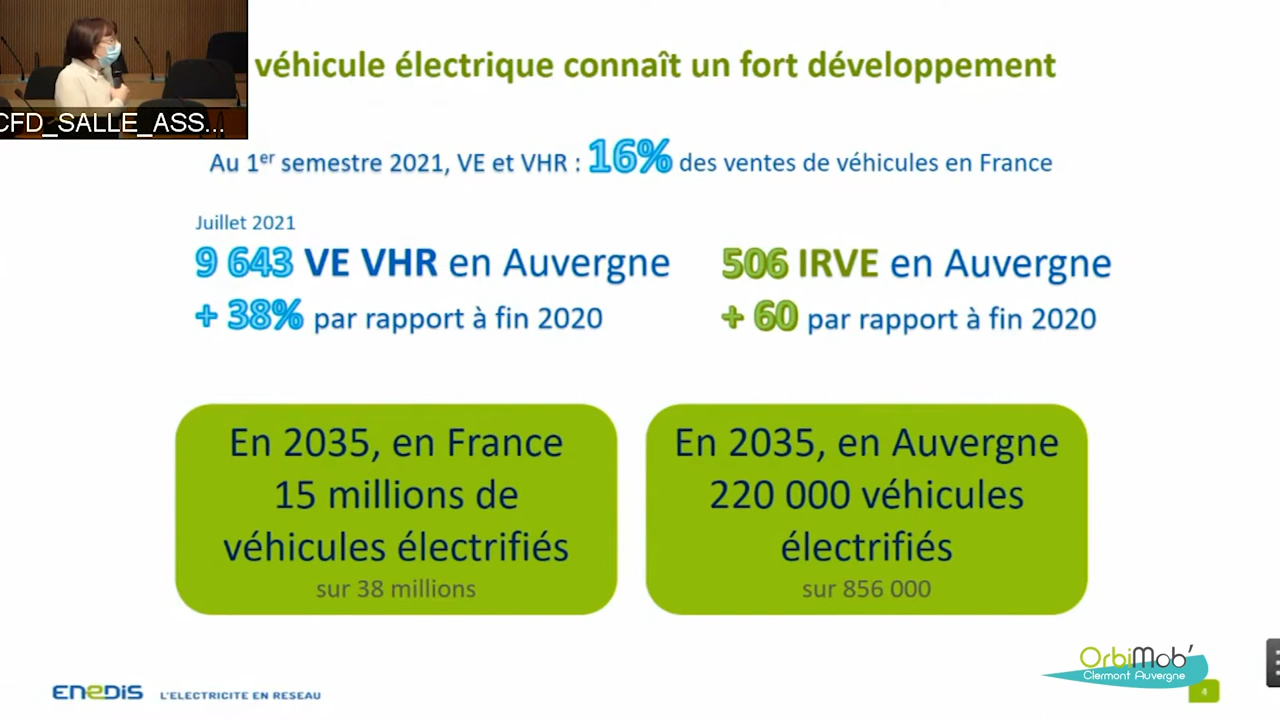 véhicule électrique connaît un fort développement
CFD_SALLE_ASS...
Au 1er semestre 2021, VE et VHR : 16% des ventes de véhicules en France
Juillet 2021
9 643 VE VHR en Auvergne
+ 38% par rapport à fin 2020
506 IRVE en Auvergne
+ 60 par rapport à fin 2020
En 2035, en France
15 millions de
véhicules électrifiés
sur 38 millions
En 2035, en Auvergne
220 000 véhicules
électrifiés
sur 856 000
ENEDIS
L'ELECTRICITE EN RESEAU
OrbiMob'
Clermont Auvergne
4